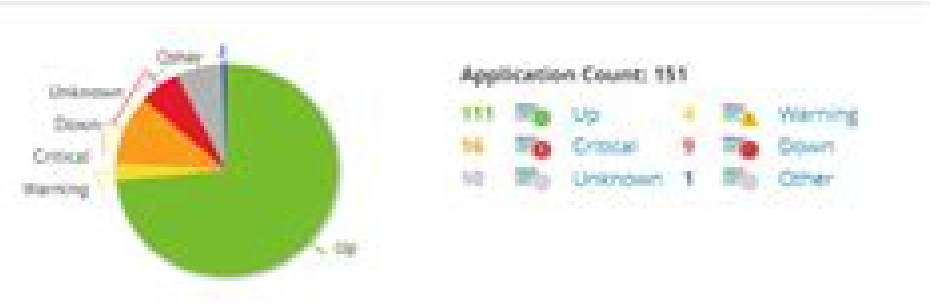 Other
Unknown
Down
Critical
Warning
Up
Application Count: 151
111 Up 4 Warning
16 Critical 9 Down
10 Unknown 1 Other